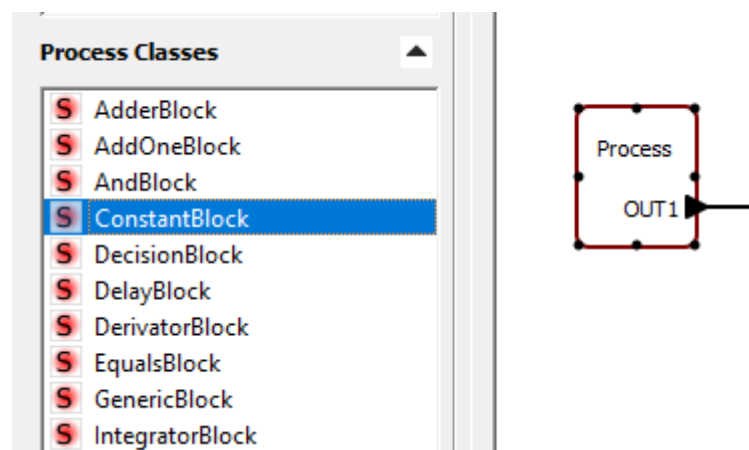 Process Classes
S AdderBlock
S AddOneBlock
S AndBlock
S ConstantBlock
S DecisionBlock
S DelayBlock
S DerivatorBlock
S EqualsBlock
S GenericBlock
S IntegratorBlock
Process
OUT1